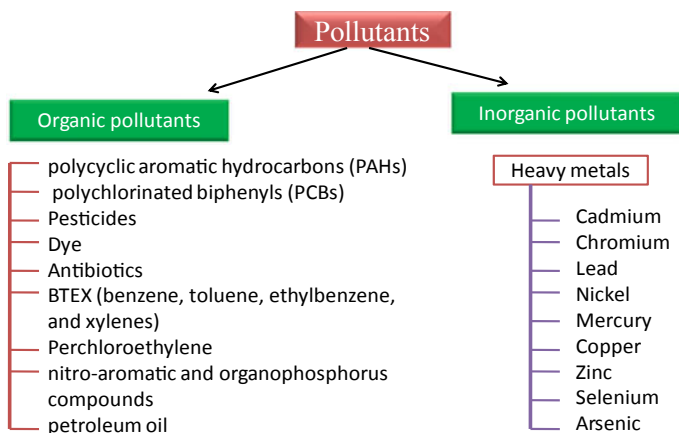 Pollutants
Organic pollutants
polycyclic aromatic hydrocarbons (PAHs)
polychlorinated biphenyls (PCBs)
Pesticides
Dye
Antibiotics
BTEX (benzene, toluene, ethylbenzene,
and xylenes)
Perchloroethylene
nitro-aromatic and organophosphorus
compounds
petroleum oil
Inorganic pollutants
Heavy metals
Cadmium
Chromium
Lead
Nickel
Mercury
Copper
Zinc
Selenium
Arsenic